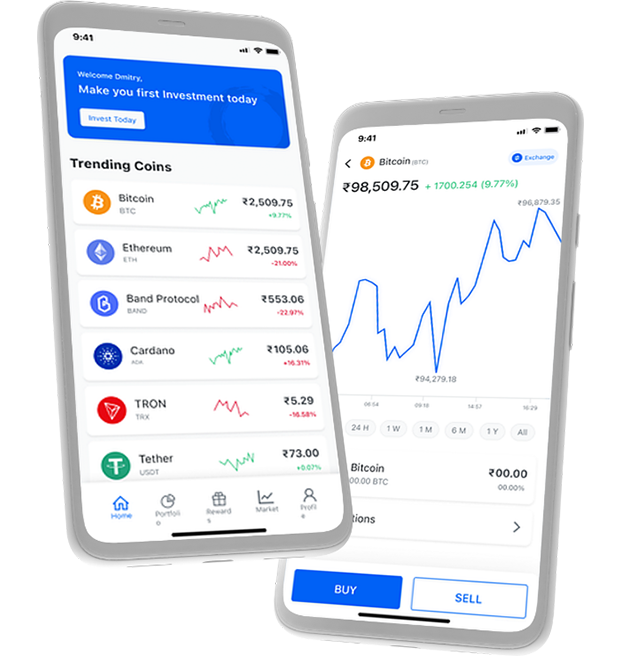 9:41
Welcome Dmitry,
Make you first Investment today
Invest Today
Trending Coins
Bitcoin ₹2,509.75
BTC +9.77%
Ethereum ₹2,509.75
ETH -21.00%
Band Protocol ₹553.06
BAND -22.97%
Cardano ₹105.06
ADA +16.31%
TRON ₹5.29
TRX -16.58%
Tether ₹73.00
USDT +0.07%
Home
Portfoli
o
Reward
s
Market
Profil
e
9:41
Bitcoin (BTC) Exchange
₹98,509.75 + 1700.254 (9.77%)
₹96,879.35
₹94,279.18
06:54 09:18 14:57 16:29
24 H 1 W 1 M 6 M 1 Y All
Bitcoin ₹00.00
00.00 BTC 00.00%
tions
BUY SELL